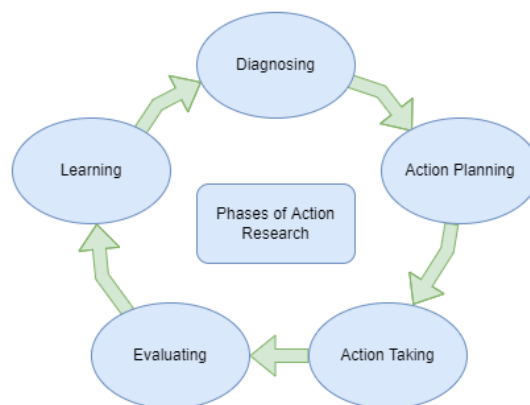 Diagnosing
Action Planning
Action Taking
Evaluating
Learning
Phases of Action
Research